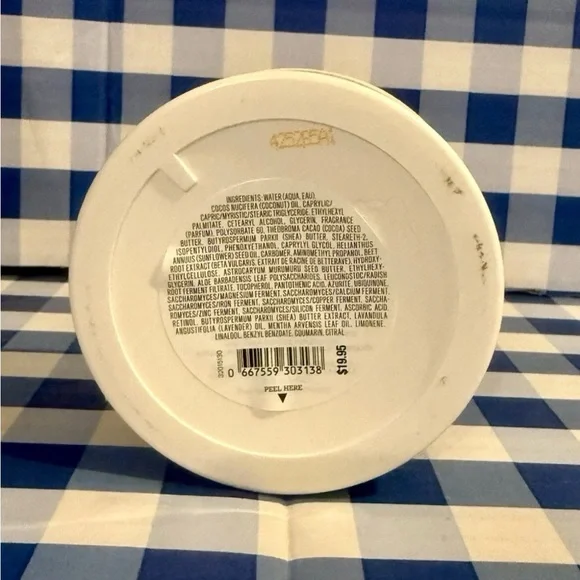 42525EA1
INGREDIENTS: WATER (AQUA, EAU),
COCOS NUCIFERA (COCONUT) OIL, CAPRYLIC/
CAPRIC/MYRISTIC/STEARIC TRIGLYCERIDE, ETHYLHEXYL
PALMITATE, CETEARYL ALCOHOL, GLYCERIN, FRAGRANCE
(PARFUM), POLYSORBATE 60, THEOBROMA CACAO (COCOA) SEED
BUTTER, BUTYROSPERMUM PARKII (SHEA) BUTTER, STEARETH-2,
ISOPENTYLDIOL, PHENOXYETHANOL, CAPRYLYL GLYCOL, HELIANTHUS
ANNUUS (SUNFLOWER) SEED OIL, CARBOMER, AMINOMETHYL PROPANOL, BEET
ROOT EXTRACT (BETA VULGARIS, EXTRAIT DE RACINE DE BETTERAVE), HYDROXY-
ETHYLCELLULOSE, ASTROCARYUM MURUMURU SEED BUTTER, ETHYLHEXY-
GLYCERIN, ALOE BARBADENSIS LEAF POLYSACCHARIDES, LEUCONOSTOC/RADISH
ROOT FERMENT FILTRATE, TOCOPHEROL, PANTOTHENIC ACID, AZORITE, UBIQUINONE,
SACCHAROMYCES/MAGNESIUM FERMENT, SACCHAROMYCES/CALCIUM FERMENT,
SACCHAROMYCES/IRON FERMENT, SACCHAROMYCES/COPPER FERMENT, SACCHA-
ROMYCES/ZINC FERMENT, SACCHAROMYCES/SILICON FERMENT, ASCORBIC ACID
RETINOL, BUTYROSPERMUM PARKII (SHEA) BUTTER EXTRACT, LAVANDULA
ANGUSTIFOLIA (LAVENDER) OIL, MENTHA ARVENSIS LEAF OIL, LIMONENE,
LINALOOL, BENZYL BENZOATE, COUMARIN, CITRAL.
0 667559 303138
$19.95
PEEL HERE